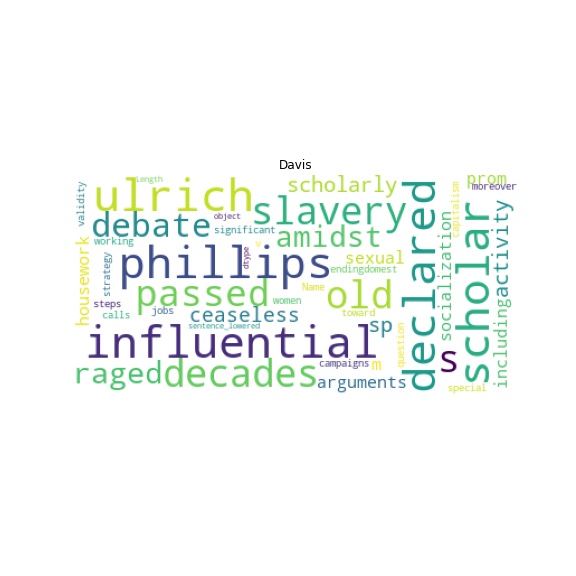 Davis
length
ulrich
scholarly
prom
moreover
validity
object
slavery
debate
significant
amidst
declared
scholar
capitalism
activity
socialization
working
phillips
dtype
c
sexual
housework
strategy
endingdomest
passed
Name
old
steps
calls
jobs
ceaseless
women
toward
sp
including
sentence_lowered
influential
question
s
raged
decades
campaigns
m
arguments
special